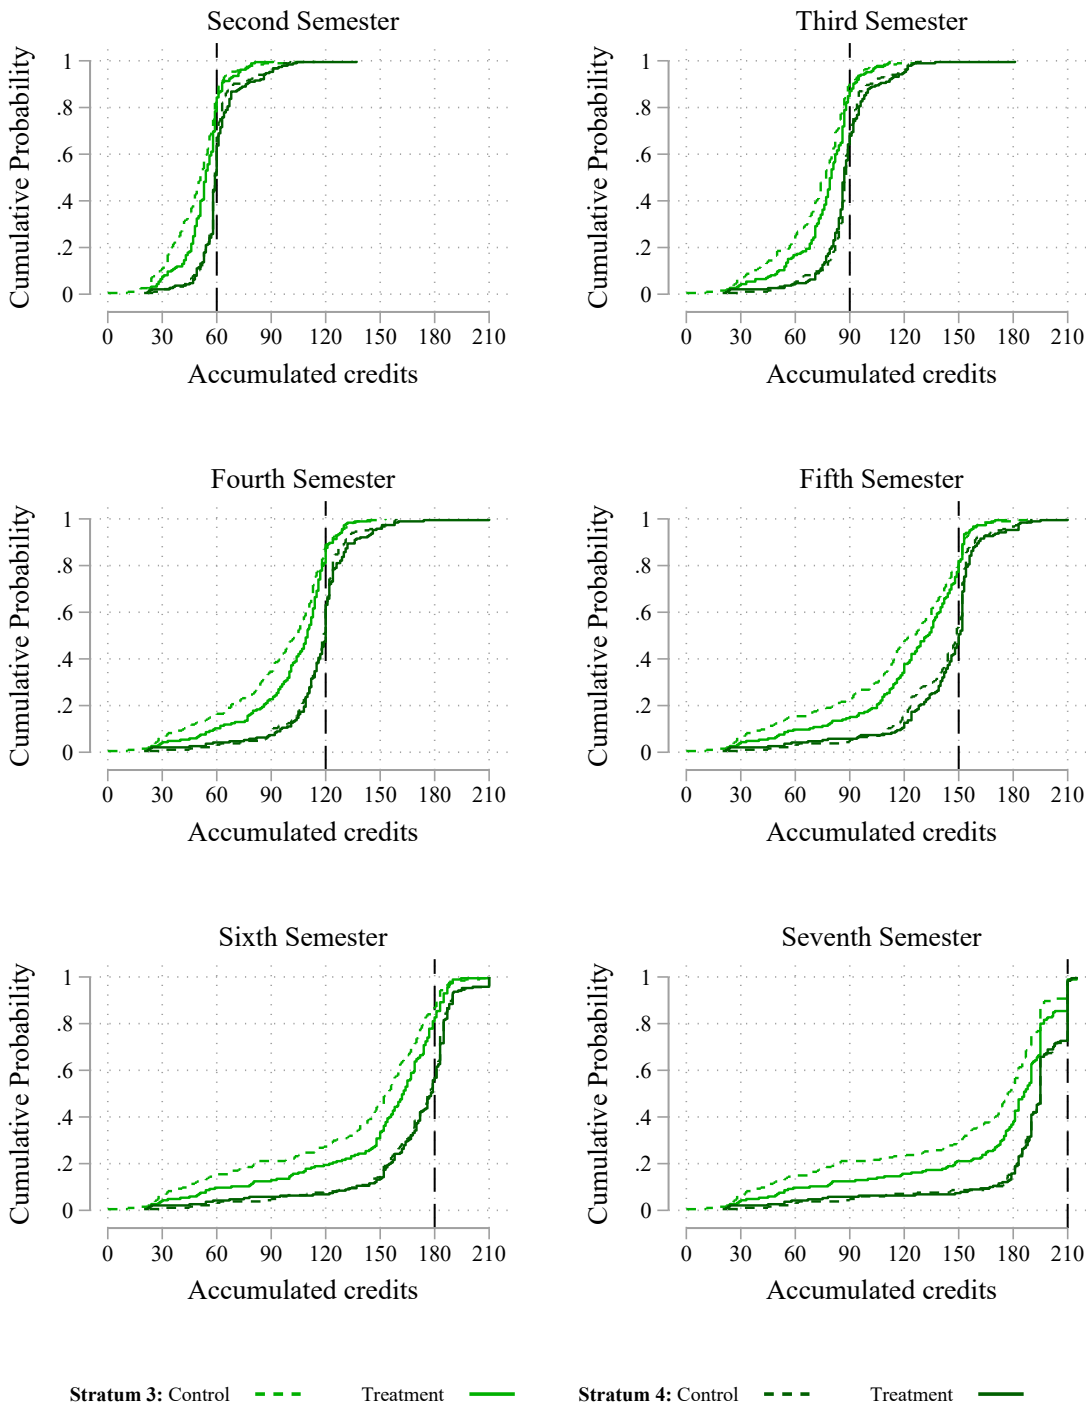 Second Semester
Cumulative Probability
1
.8
.6
.4
.2
0
0 30 60 90 120 150 180 210
Accumulated credits
Third Semester
Cumulative Probability
1
.8
.6
.4
.2
0
0 30 60 90 120 150 180 210
Accumulated credits
Fourth Semester
Cumulative Probability
1
.8
.6
.4
.2
0
0 30 60 90 120 150 180 210
Accumulated credits
Fifth Semester
Cumulative Probability
1
.8
.6
.4
.2
0
0 30 60 90 120 150 180 210
Accumulated credits
Sixth Semester
Cumulative Probability
1
.8
.6
.4
.2
0
0 30 60 90 120 150 180 210
Accumulated credits
Seventh Semester
Cumulative Probability
1
.8
.6
.4
.2
0
0 30 60 90 120 150 180 210
Accumulated credits
Stratum 3: Control Treatment Stratum 4: Control Treatment